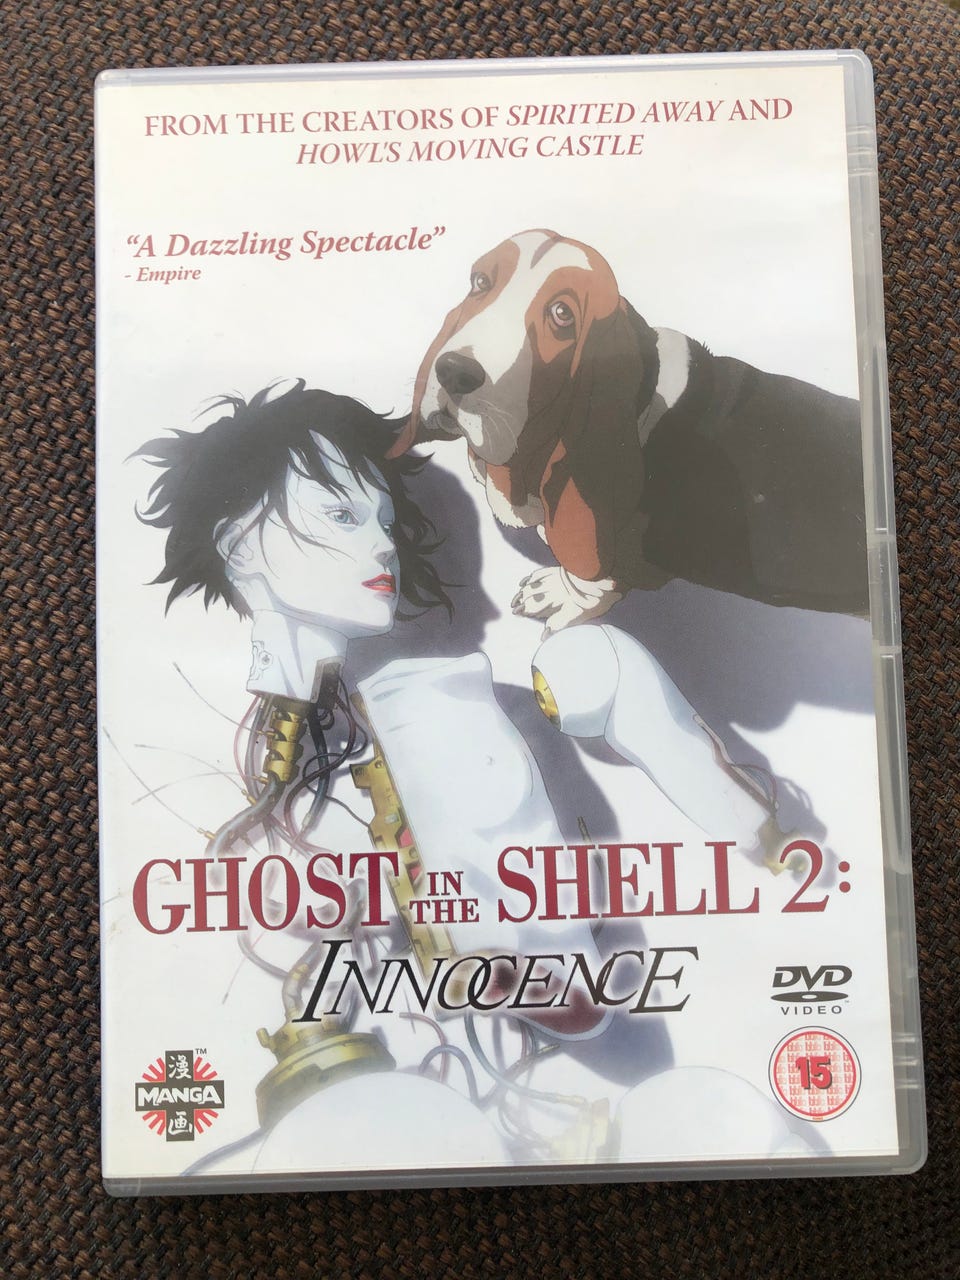 FROM THE CREATORS OF SPIRITED AWAY AND
HOWL'S MOVING CASTLE
“A Dazzling Spectacle”
- Empire
GHOST IN THE SHELL 2:
INNOCENCE
DVD
VIDEO
™
漫
MANGA
画
15